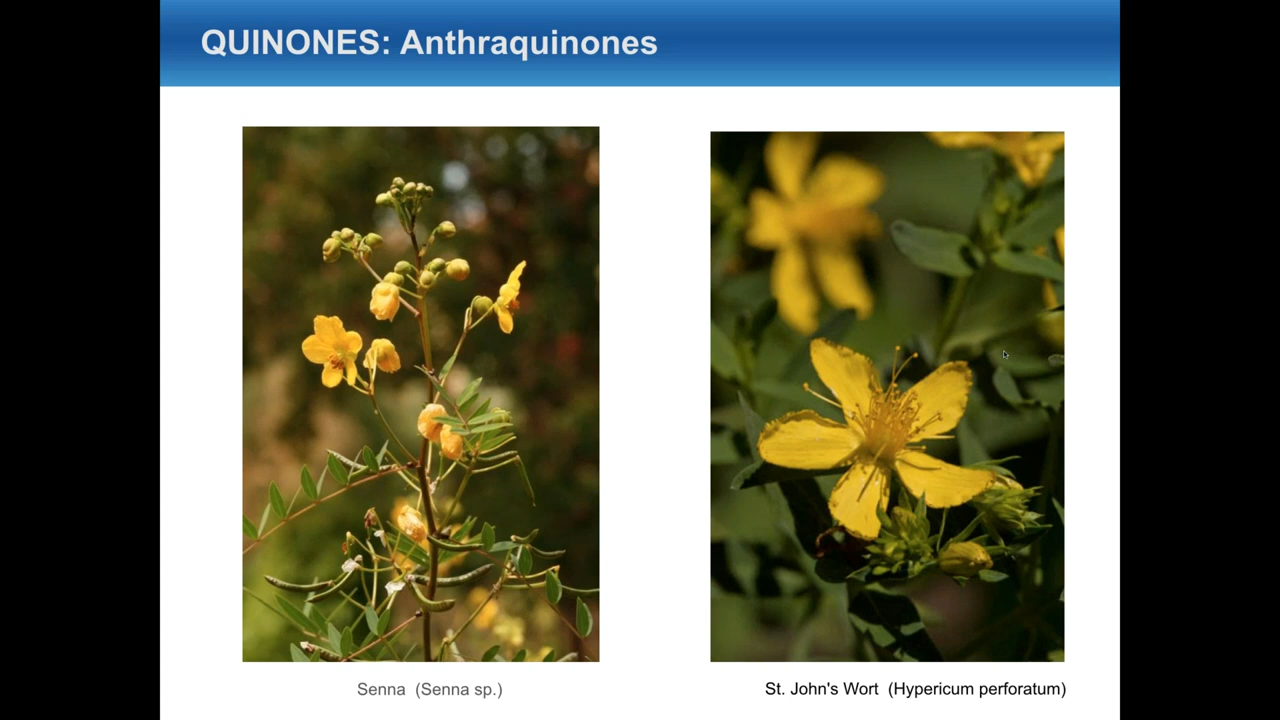 QUINONES: Anthraquinones
Senna (Senna sp.)
St. John's Wort (Hypericum perforatum)